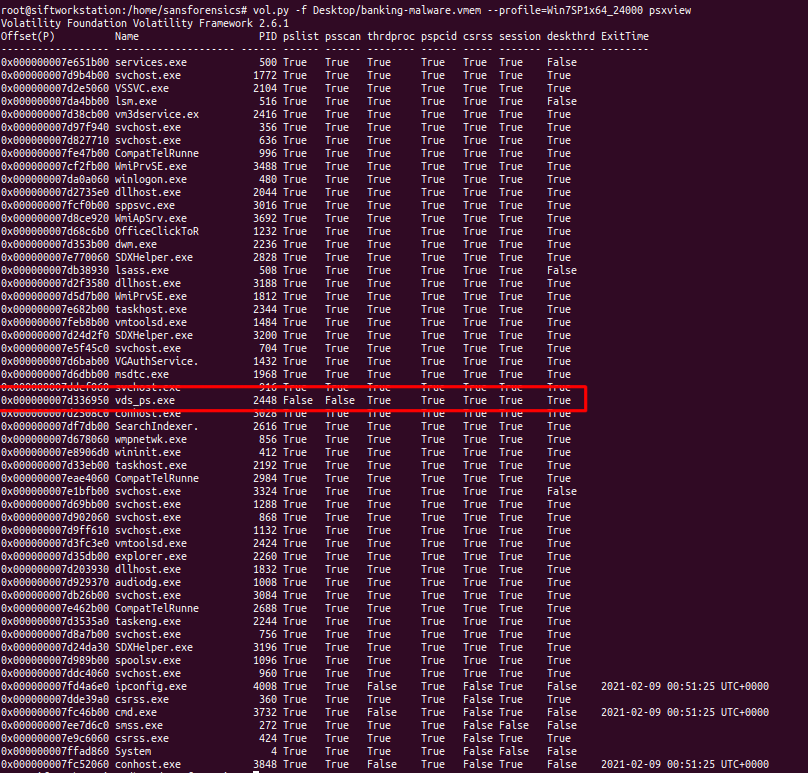 root@siftworkstation:/home/sansforensics# vol.py -f Desktop/banking-malware.vmem --profile=Win7SP1x64_24000 psxview
Volatility Foundation Volatility Framework 2.6.1
Offset(P) Name PID pslist psscan thrdproc pspcid csrss session deskthrd ExitTime
------------------ -------------------- ------ ------ ------ -------- ------ ----- ------- -------- --------
0x000000007e651b00 services.exe 500 True True True True True True False
0x000000007d9b4b00 svchost.exe 1772 True True True True True True True
0x000000007d2e5060 VSSVC.exe 2104 True True True True True True True
0x000000007da4bb00 lsm.exe 516 True True True True True True False
0x000000007d38cb00 vm3dservice.ex 2416 True True True True True True True
0x000000007d97f940 svchost.exe 356 True True True True True True True
0x000000007d827710 svchost.exe 636 True True True True True True True
0x000000007fe47b00 CompatTelRunne 996 True True True True True True True
0x000000007cf2fb00 WmiPrvSE.exe 3488 True True True True True True True
0x000000007da0a060 winlogon.exe 480 True True True True True True True
0x000000007d2735e0 dllhost.exe 2044 True True True True True True True
0x000000007fcf0b00 sppsvc.exe 3016 True True True True True True True
0x000000007d8ce920 WmiApSrv.exe 3692 True True True True True True True
0x000000007d68c6b0 OfficeClickToR 1232 True True True True True True True
0x000000007d353b00 dwm.exe 2236 True True True True True True True
0x000000007e770060 SDXHelper.exe 2828 True True True True True True True
0x000000007db38930 lsass.exe 508 True True True True True True False
0x000000007d2f3580 dllhost.exe 3188 True True True True True True True
0x000000007d5d7b00 WmiPrvSE.exe 1812 True True True True True True True
0x000000007e682b00 taskhost.exe 2344 True True True True True True True
0x000000007feb8b00 vmtoolsd.exe 1484 True True True True True True True
0x000000007d24d2f0 SDXHelper.exe 3200 True True True True True True True
0x000000007e5f45c0 svchost.exe 704 True True True True True True True
0x000000007d6bab00 VGAuthService. 1432 True True True True True True True
0x000000007d6dbb00 msdtc.exe 1968 True True True True True True True
0x000000007ddcf060 svchost.exe 916 True True True True True True True
0x000000007d336950 vds_ps.exe 2448 False False True True True True True
0x000000007d2508c0 conhost.exe 3028 True True True True True True True
0x000000007df7db00 SearchIndexer. 2616 True True True True True True True
0x000000007d678060 wmpnetwk.exe 856 True True True True True True True
0x000000007e8906d0 wininit.exe 412 True True True True True True True
0x000000007d33eb00 taskhost.exe 2192 True True True True True True True
0x000000007eae4060 CompatTelRunne 2984 True True True True True True True
0x000000007e1bfb00 svchost.exe 3324 True True True True True True False
0x000000007d69bb00 svchost.exe 1288 True True True True True True True
0x000000007d902060 svchost.exe 868 True True True True True True True
0x000000007d9ff610 svchost.exe 1132 True True True True True True True
0x000000007d3fc3e0 vmtoolsd.exe 2424 True True True True True True True
0x000000007d35db00 explorer.exe 2260 True True True True True True True
0x000000007d203930 dllhost.exe 1832 True True True True True True True
0x000000007d929370 audiodg.exe 1008 True True True True True True True
0x000000007db26b00 svchost.exe 3084 True True True True True True True
0x000000007e462b00 CompatTelRunne 2688 True True True True True True True
0x000000007d3535a0 taskeng.exe 2244 True True True True True True True
0x000000007d8a7b00 svchost.exe 756 True True True True True True True
0x000000007d24da30 SDXHelper.exe 3196 True True True True True True True
0x000000007d989b00 spoolsv.exe 1096 True True True True True True True
0x000000007ddc4060 svchost.exe 960 True True True True True True True
0x000000007fd4a6e0 ipconfig.exe 4008 True True False True False True False 2021-02-09 00:51:25 UTC+0000
0x000000007dde39a0 csrss.exe 360 True True True True False True True
0x000000007fc46b00 cmd.exe 3732 True True False True False True False 2021-02-09 00:51:25 UTC+0000
0x000000007ee7d6c0 smss.exe 272 True True True True False False False
0x000000007e9c6060 csrss.exe 424 True True True True False True True
0x000000007ffad860 System 4 True True True True False False False
0x000000007fc52060 conhost.exe 3848 True True False True False True False 2021-02-09 00:51:25 UTC+0000